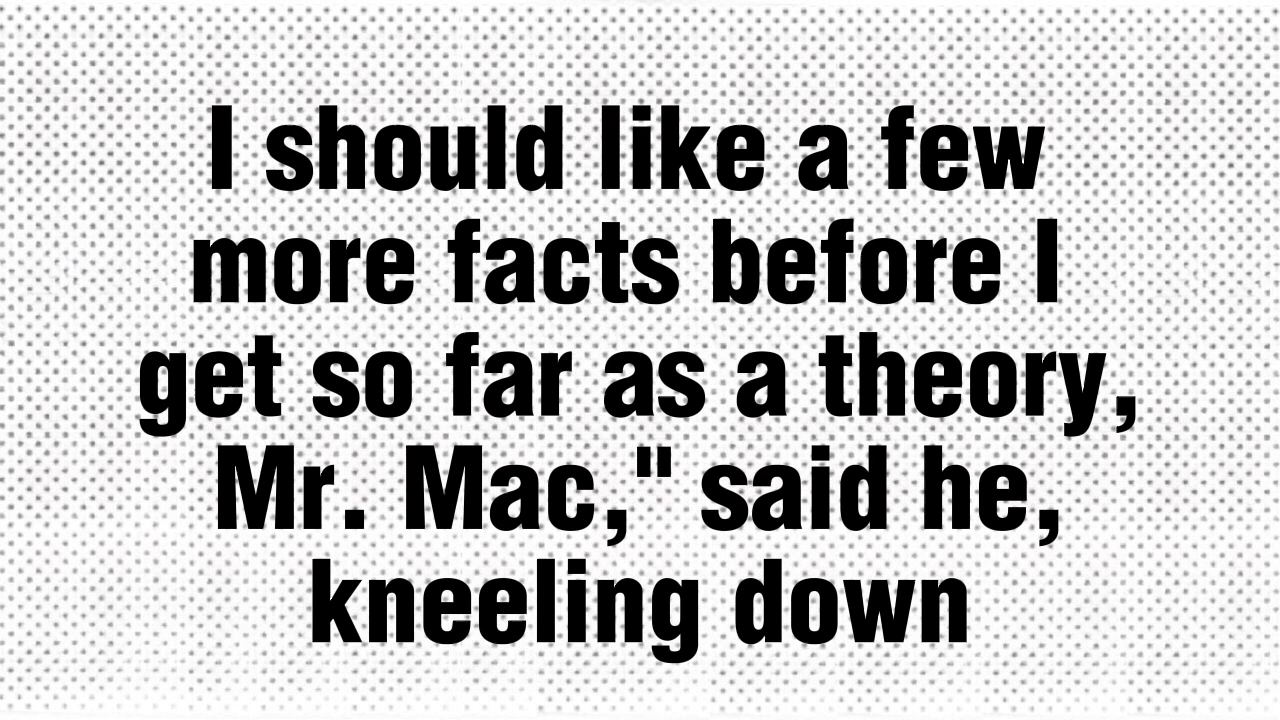 I should like a few
more facts before I
get so far as a theory,
Mr. Mac," said he,
kneeling down